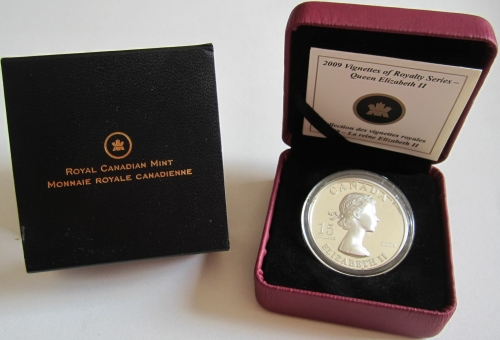 ROYAL CANADIAN MINT
MONNAIE ROYALE CANADIENNE
2009 Vignettes of Royalty Series –
Queen Elizabeth II
des vignettes royales
La reine Elizabeth II
CANADA
15
ELIZABETH II